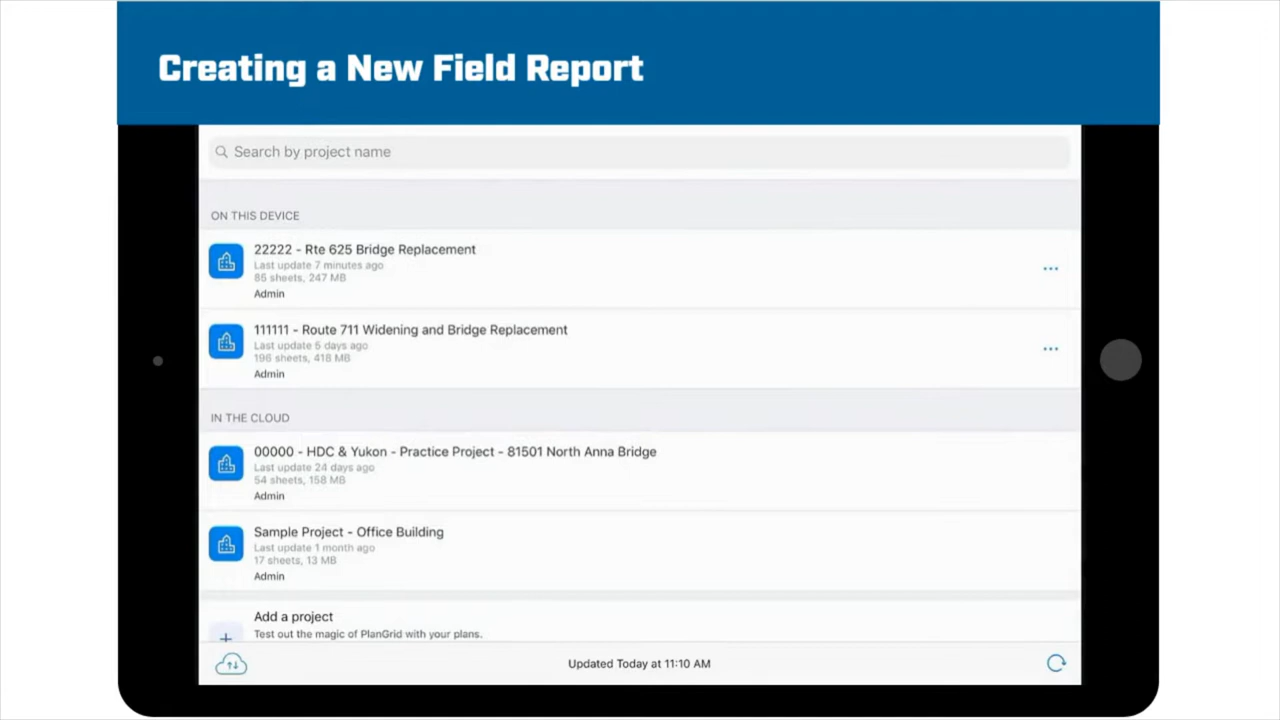 Creating a New Field Report
Search by project name
ON THIS DEVICE
22222 - Rte 625 Bridge Replacement
Last update 7 minutes ago
85 sheets, 247 MB
Admin
111111 - Route 711 Widening and Bridge Replacement
Last update 5 days ago
196 sheets, 418 MB
Admin
IN THE CLOUD
00000 - HDC & Yukon - Practice Project - 81501 North Anna Bridge
Last update 24 days ago
54 sheets, 158 MB
Admin
Sample Project - Office Building
Last update 1 month ago
17 sheets, 13 MB
Admin
Add a project
Test out the magic of PlanGrid with your plans.
Updated Today at 11:10 AM